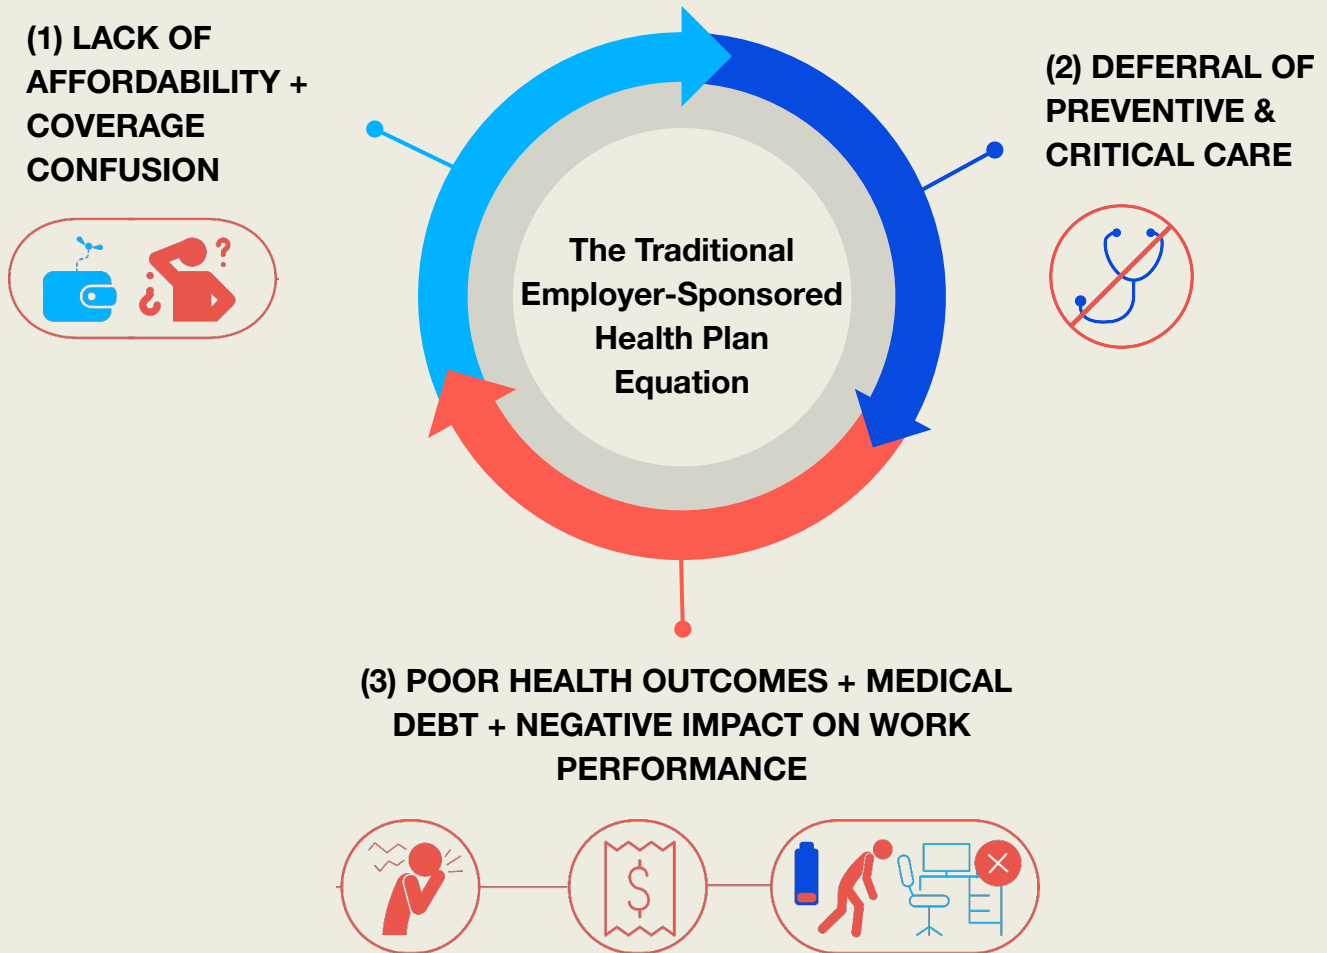 (1) LACK OF
AFFORDABILITY +
COVERAGE
CONFUSION
(2) DEFERRAL OF
PREVENTIVE &
CRITICAL CARE
The Traditional
Employer-Sponsored
Health Plan
Equation
(3) POOR HEALTH OUTCOMES + MEDICAL
DEBT + NEGATIVE IMPACT ON WORK
PERFORMANCE
? ?
$